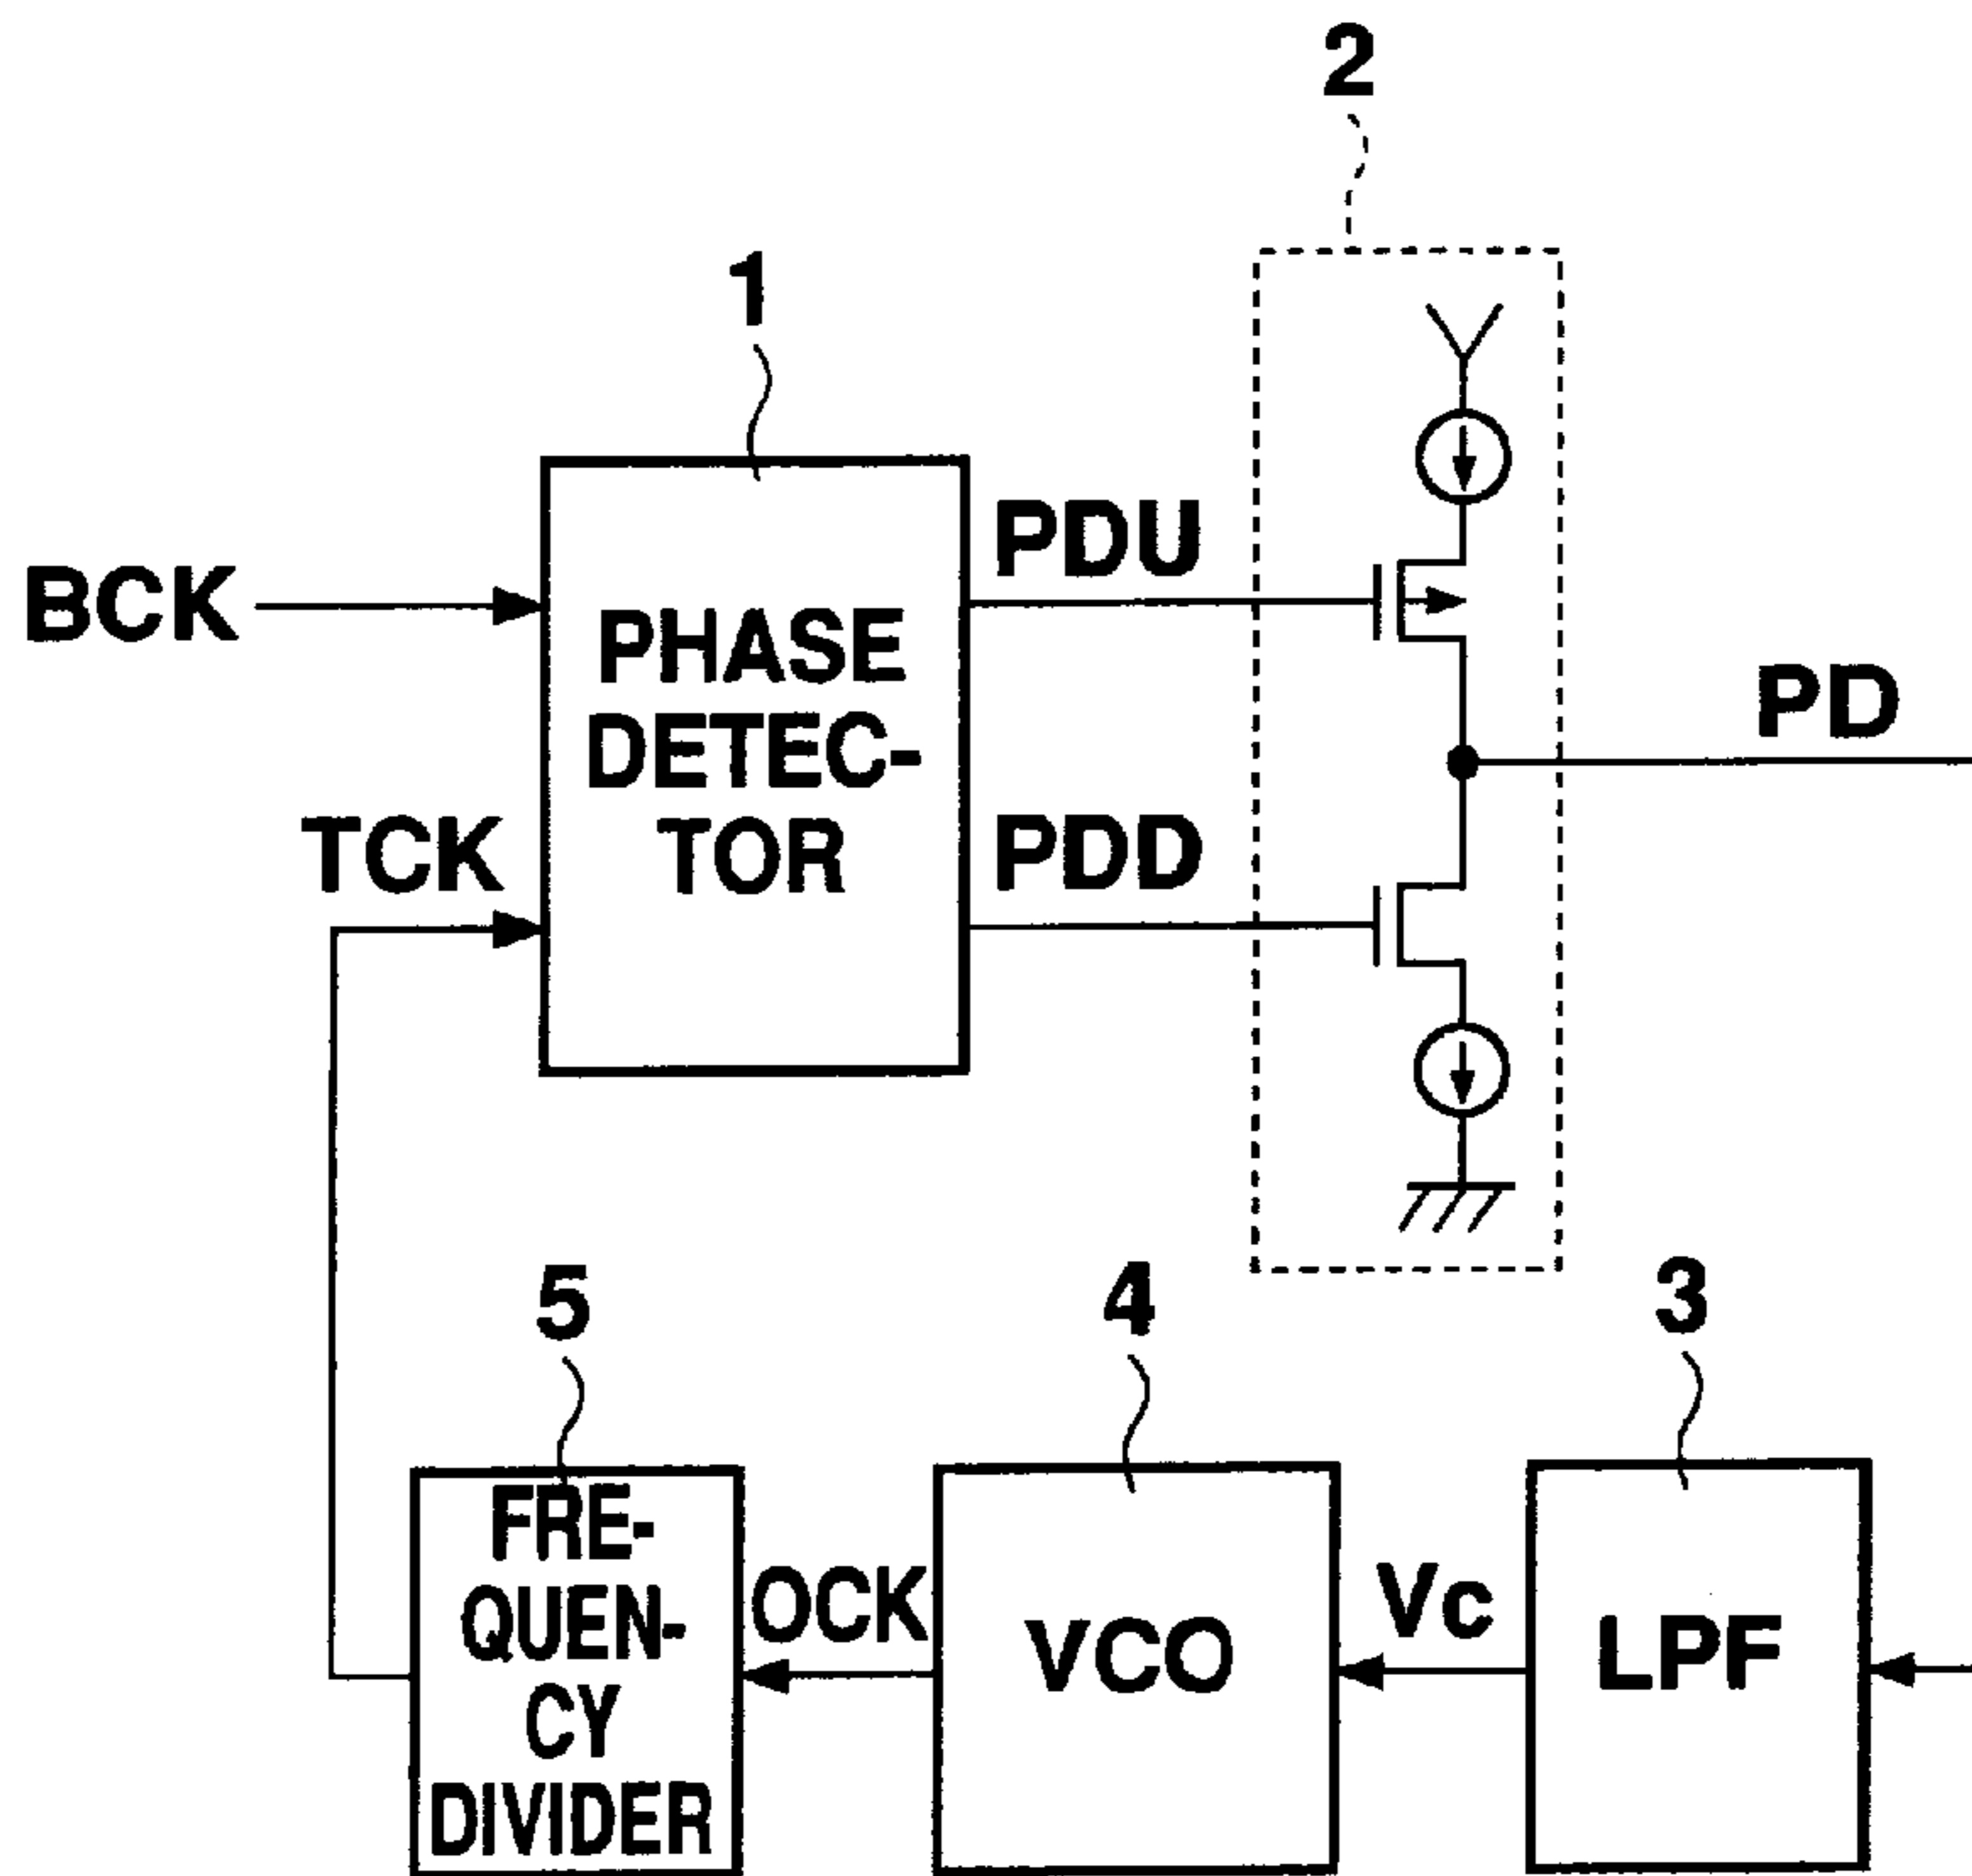 2
1
BCK
PDU
PHASE
DETEC-
TOR
PD
TCK
PDD
5
4
3
FRE-
QUEN-
CY
DIVIDER
OCK
VCO
Vc
LPF